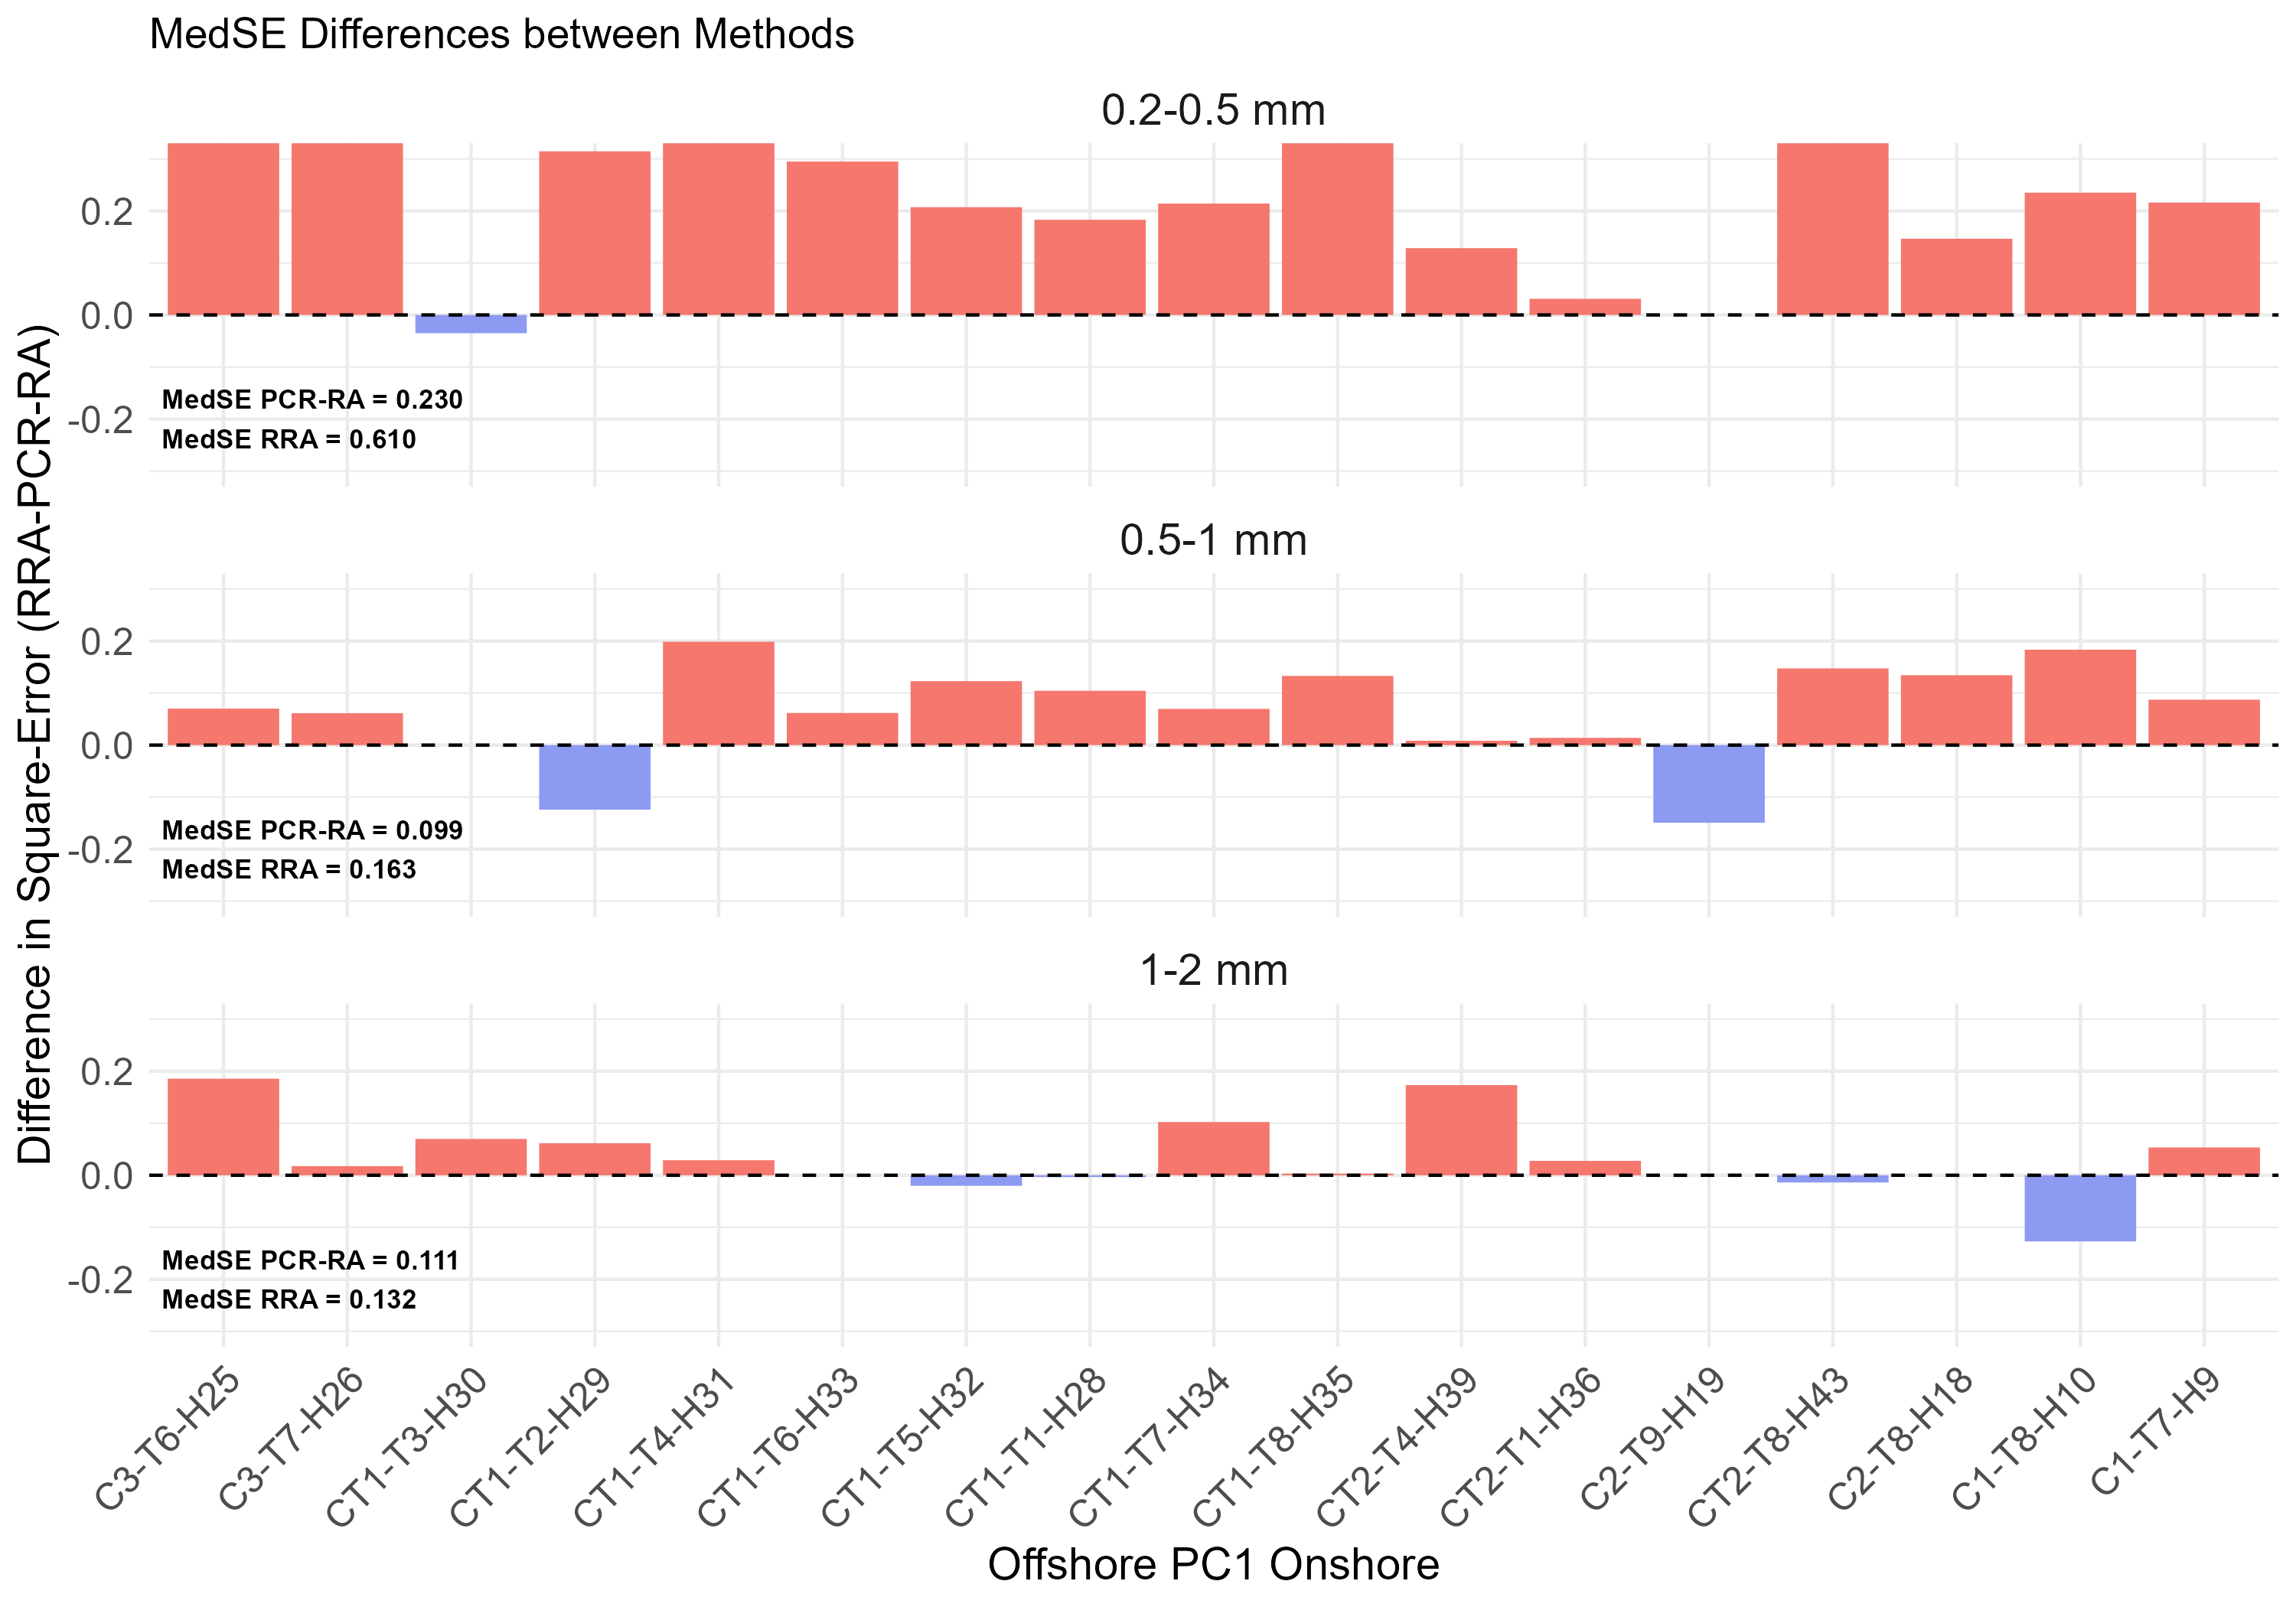 MedSE Differences between Methods
Difference in Square-Error (RRA-PCR-RA)
0.2-0.5 mm
0.2
0.0
-0.2
MedSE PCR-RA = 0.230
MedSE RRA = 0.610
0.5-1 mm
0.2
0.0
-0.2
MedSE PCR-RA = 0.099
MedSE RRA = 0.163
1-2 mm
0.2
0.0
-0.2
MedSE PCR-RA = 0.111
MedSE RRA = 0.132
C3-T6-H25
C3-T7-H26
CT1-T3-H30
CT1-T2-H29
CT1-T4-H31
CT1-T6-H33
CT1-T5-H32
CT1-T1-H28
CT1-T7-H34
CT1-T8-H35
CT2-T4-H39
CT2-T1-H36
C2-T9-H19
CT2-T8-H43
C2-T8-H18
C1-T8-H10
C1-T7-H9
Offshore PC1 Onshore